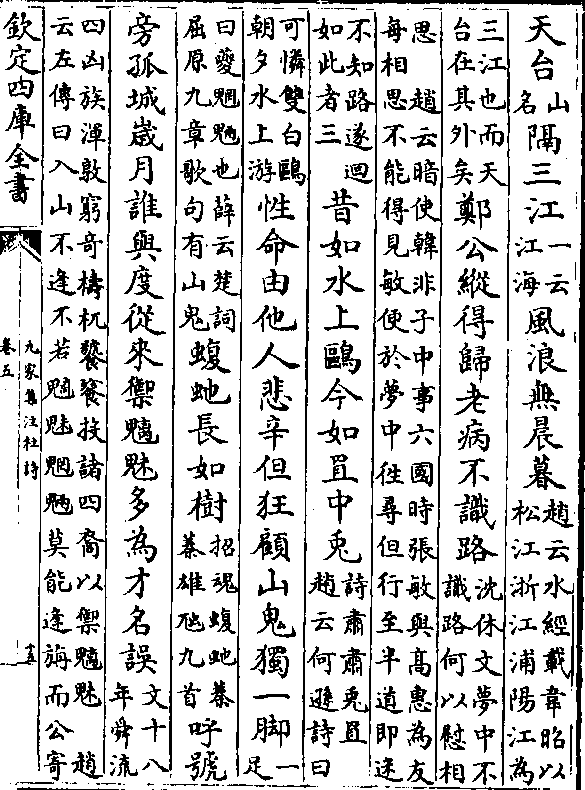 天台山名隔三江一云江海風浪無晨暮趙云水經載韋昭以松江浙江浦陽江為
三江也而天台在其外矣鄭公縱得歸老病不識路沈休文夢中不識路何以慰相
思 趙云暗使韓非子中事六國時張敏與高惠為友每相思不能得見敏便於夢中徃尋但行至半道即迷
不知路遂迴如此者三昔如水上鷗今如罝中兎詩肅肅兎罝趙云何遜詩曰
可憐雙白鷗朝夕水上游性命由他人悲辛但狂顧山鬼獨一脚一足
曰夔魍魎也薛云楚詞屈原九章歌句有山鬼蝮虵長如樹招魂蝮虵蓁蓁雄虺九首呼號
旁孤城嵗月誰與度從來禦魑魅多為才名誤文十八年舜流
四凶族渾敦窮竒檮杌饕餮投諸四裔以禦魑魅 趙云左傳曰入山不逢不若魑魅魍魎莫能逢旃而公寄
欽定四庫全書
九家集注杜詩
卷五
十五